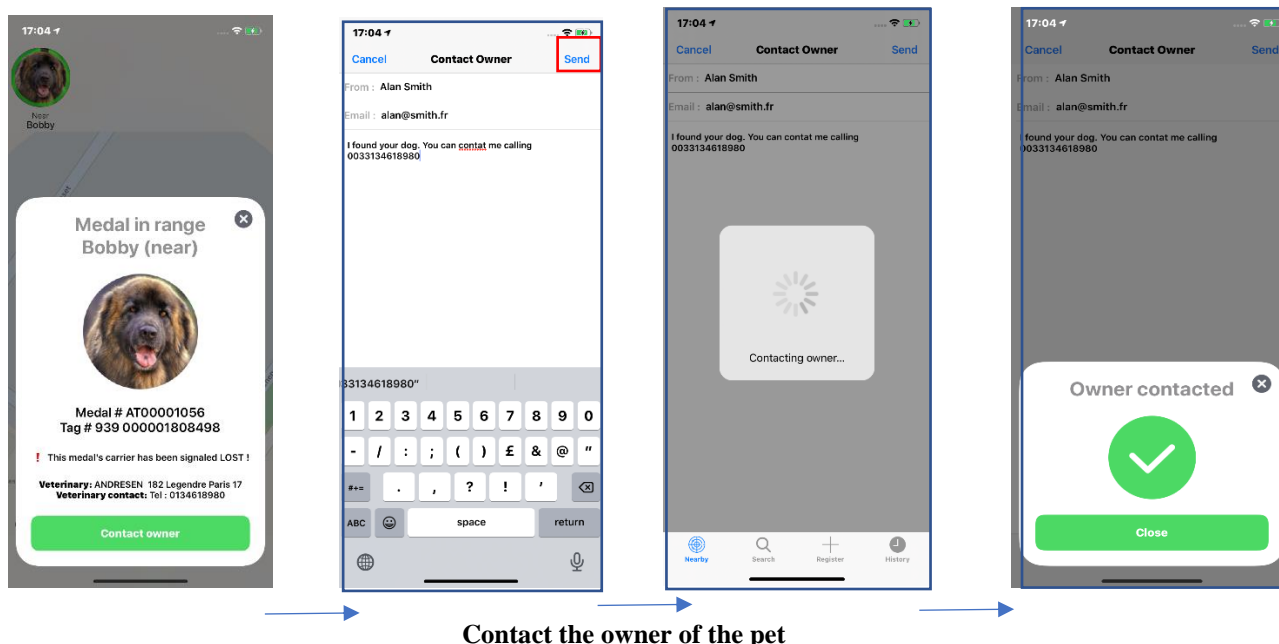 17:04
Near
Bobby
Medal in range
Bobby (near)
Medal # AT00001056
Tag # 939 000001808498
! This medal's carrier has been signaled LOST !
Veterinary: ANDRESEN 182 Legendre Paris 17
Veterinary contact: Tel : 0134618980
Contact owner
17:04
Cancel Contact Owner Send
From : Alan Smith
Email : alan@smith.fr
I found your dog. You can contat me calling
0033134618980
33134618980"
1 2 3 4 5 6 7 8 9 0
- / : ; ( ) £ & @ "
#+= . , ? ! '
ABC space return
17:04
Cancel Contact Owner Send
From : Alan Smith
Email : alan@smith.fr
I found your dog. You can contat me calling
0033134618980
Contacting owner...
Nearby Search Register History
17:04
Cancel Contact Owner Send
From : Alan Smith
Email : alan@smith.fr
I found your dog. You can contat me calling
0033134618980
Owner contacted
Close
Contact the owner of the pet